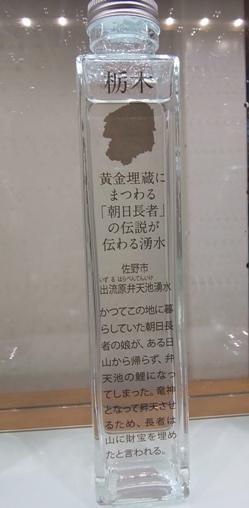 栃木
黄金埋蔵に
まつわる
「朝日長者」
の伝説が
伝わる湧水
佐野市
いずるはらべんてんいけ
出流原弁天池湧水
かつてこの地に暮
らしていた朝日長
者の娘が、ある日
山から帰らず、弁
天池の鯉になっ
てしまった。竜神
となって昇天させ
るため、長者は
山に財宝を埋め
たと言われる。